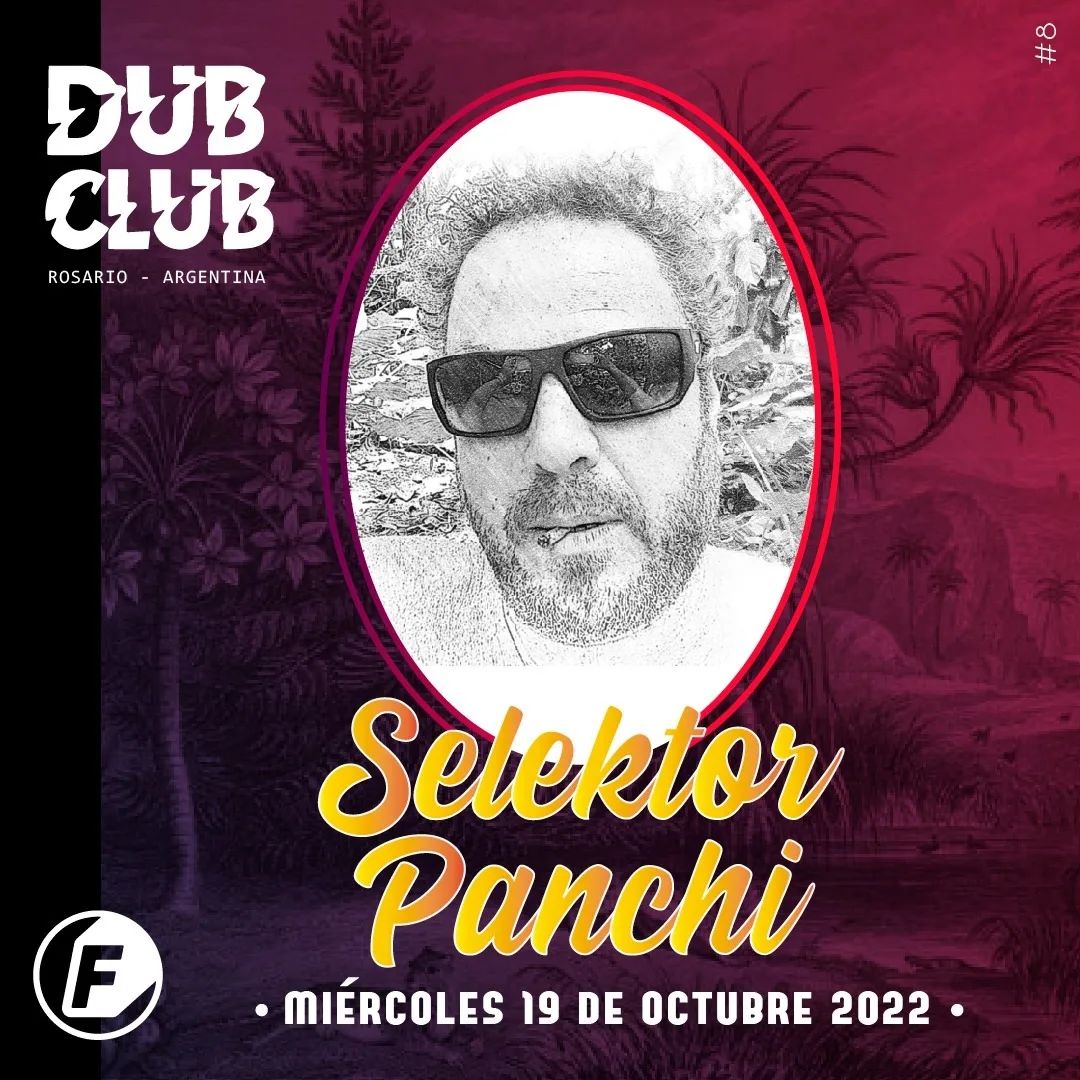 #8
DUB
CLUB
ROSARIO - ARGENTINA
Selektor
Panchi
F
• MIÉRCOLES 19 DE OCTUBRE 2022 •